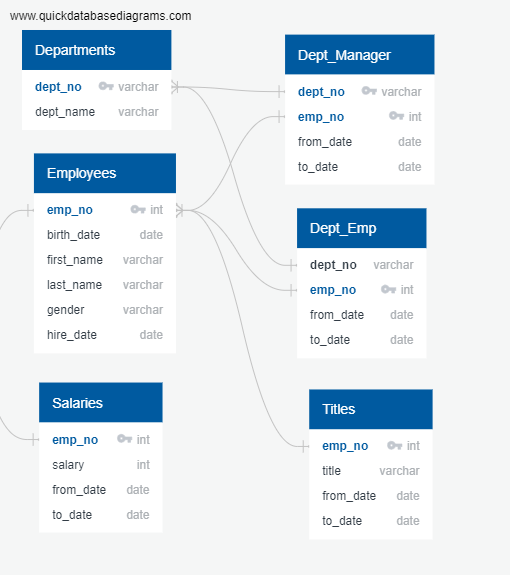 www.quickdatabasediagrams.com
Departments
dept_no varchar
dept_name varchar
Employees
emp_no int
birth_date date
first_name varchar
last_name varchar
gender varchar
hire_date date
Salaries
emp_no int
salary int
from_date date
to_date date
Dept_Manager
dept_no varchar
emp_no int
from_date date
to_date date
Dept_Emp
dept_no varchar
emp_no int
from_date date
to_date date
Titles
emp_no int
title varchar
from_date date
to_date date